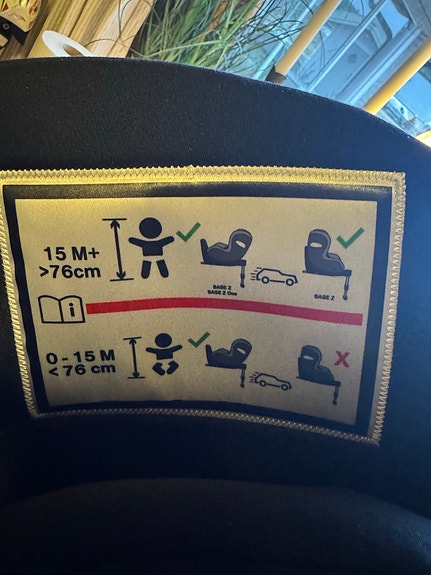 15 M+
>76cm
BASE Z
BASE Z One
BASE Z
i
0 - 15 M
< 76 cm
X